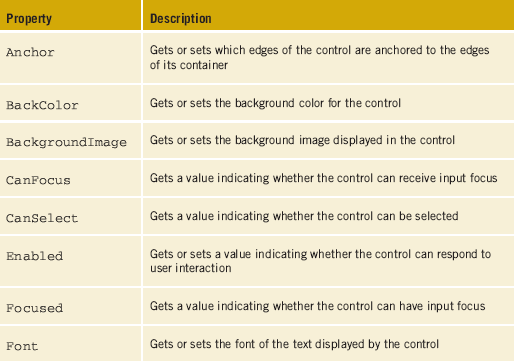 Property Description
Anchor Gets or sets which edges of the control are anchored to the edges
of its container
BackColor Gets or sets the background color for the control
BackgroundImage Gets or sets the background image displayed in the control
CanFocus Gets a value indicating whether the control can receive input focus
CanSelect Gets a value indicating whether the control can be selected
Enabled Gets or sets a value indicating whether the control can respond to
user interaction
Focused Gets a value indicating whether the control can have input focus
Font Gets or sets the font of the text displayed by the control